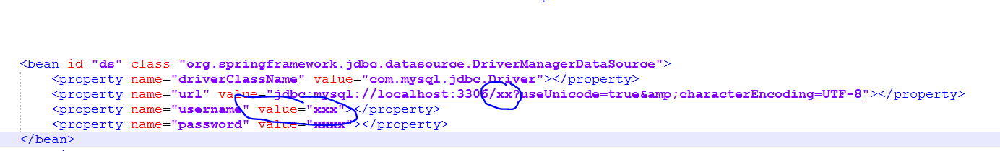 <bean id="ds" class="org.springframework.jdbc.datasource.DriverManagerDataSource">
<property name="driverClassName" value="com.mysql.jdbc.Driver"></property>
<property name="url" value="jdbc:mysql://localhost:3306/xx?useUnicode=true&amp;characterEncoding=UTF-8"></property>
<property name="username" value="xxx"></property>
<property name="password" value="xxxx"></property>
</bean>